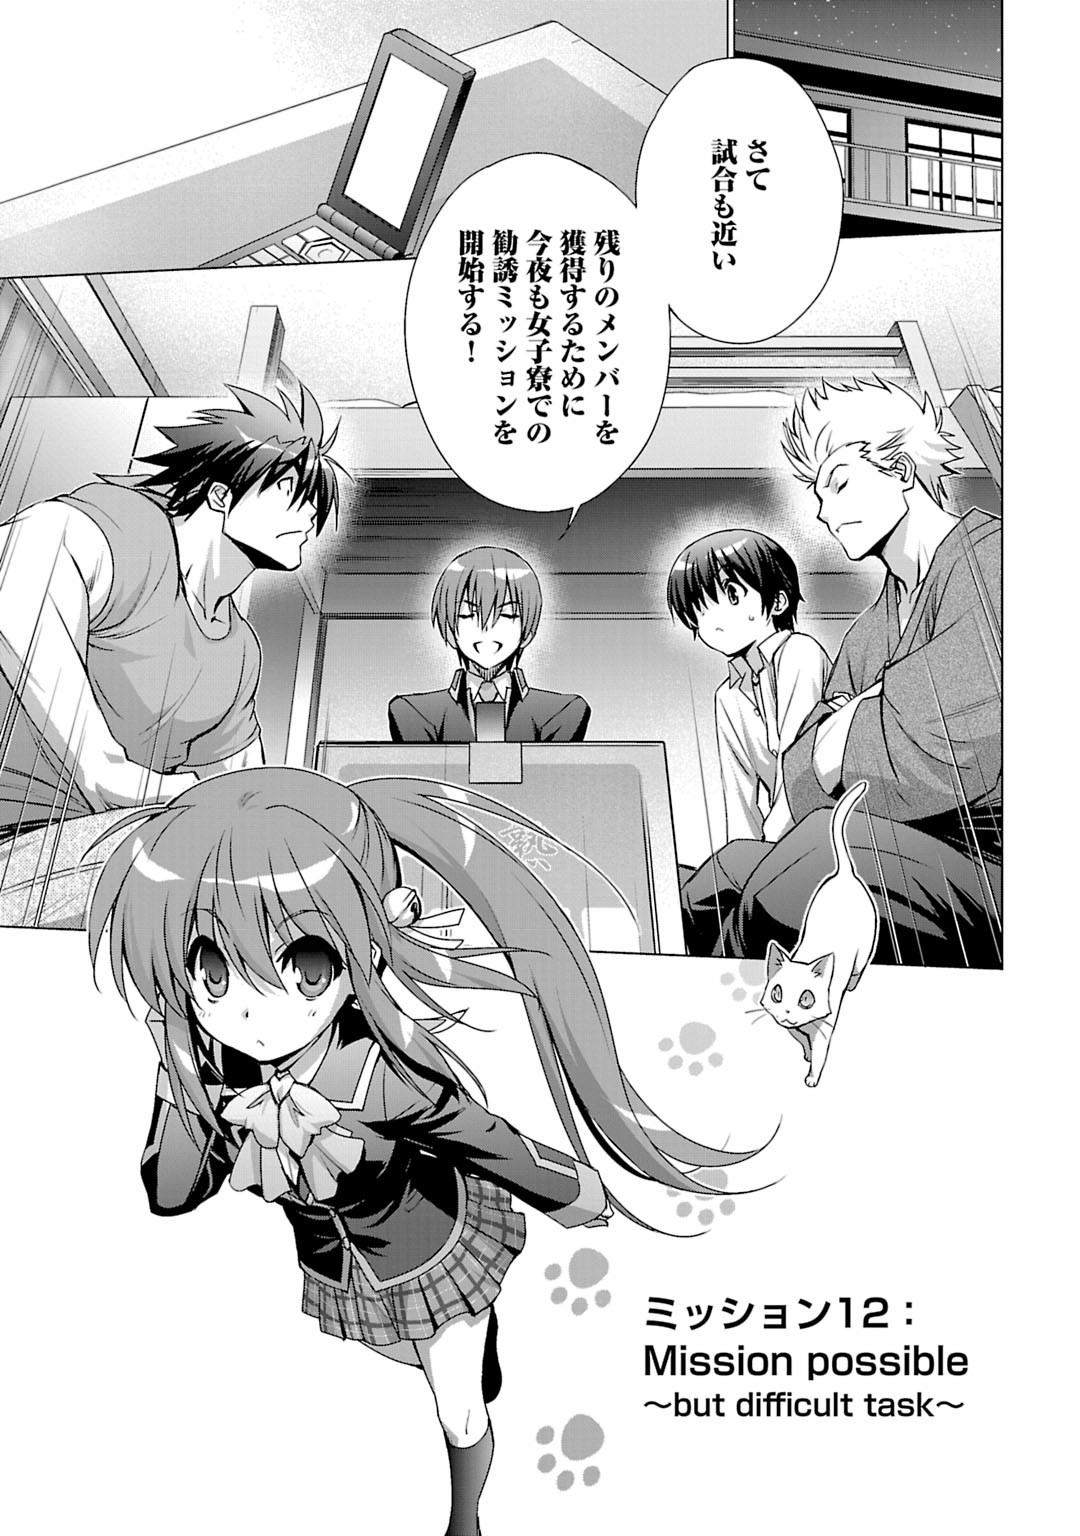 さて
試合も近い
残りのメンバーを
獲得するために
今夜も女子寮での
勧誘ミッションを
開始する！
ミッション12：
Mission possible
～but difficult task～